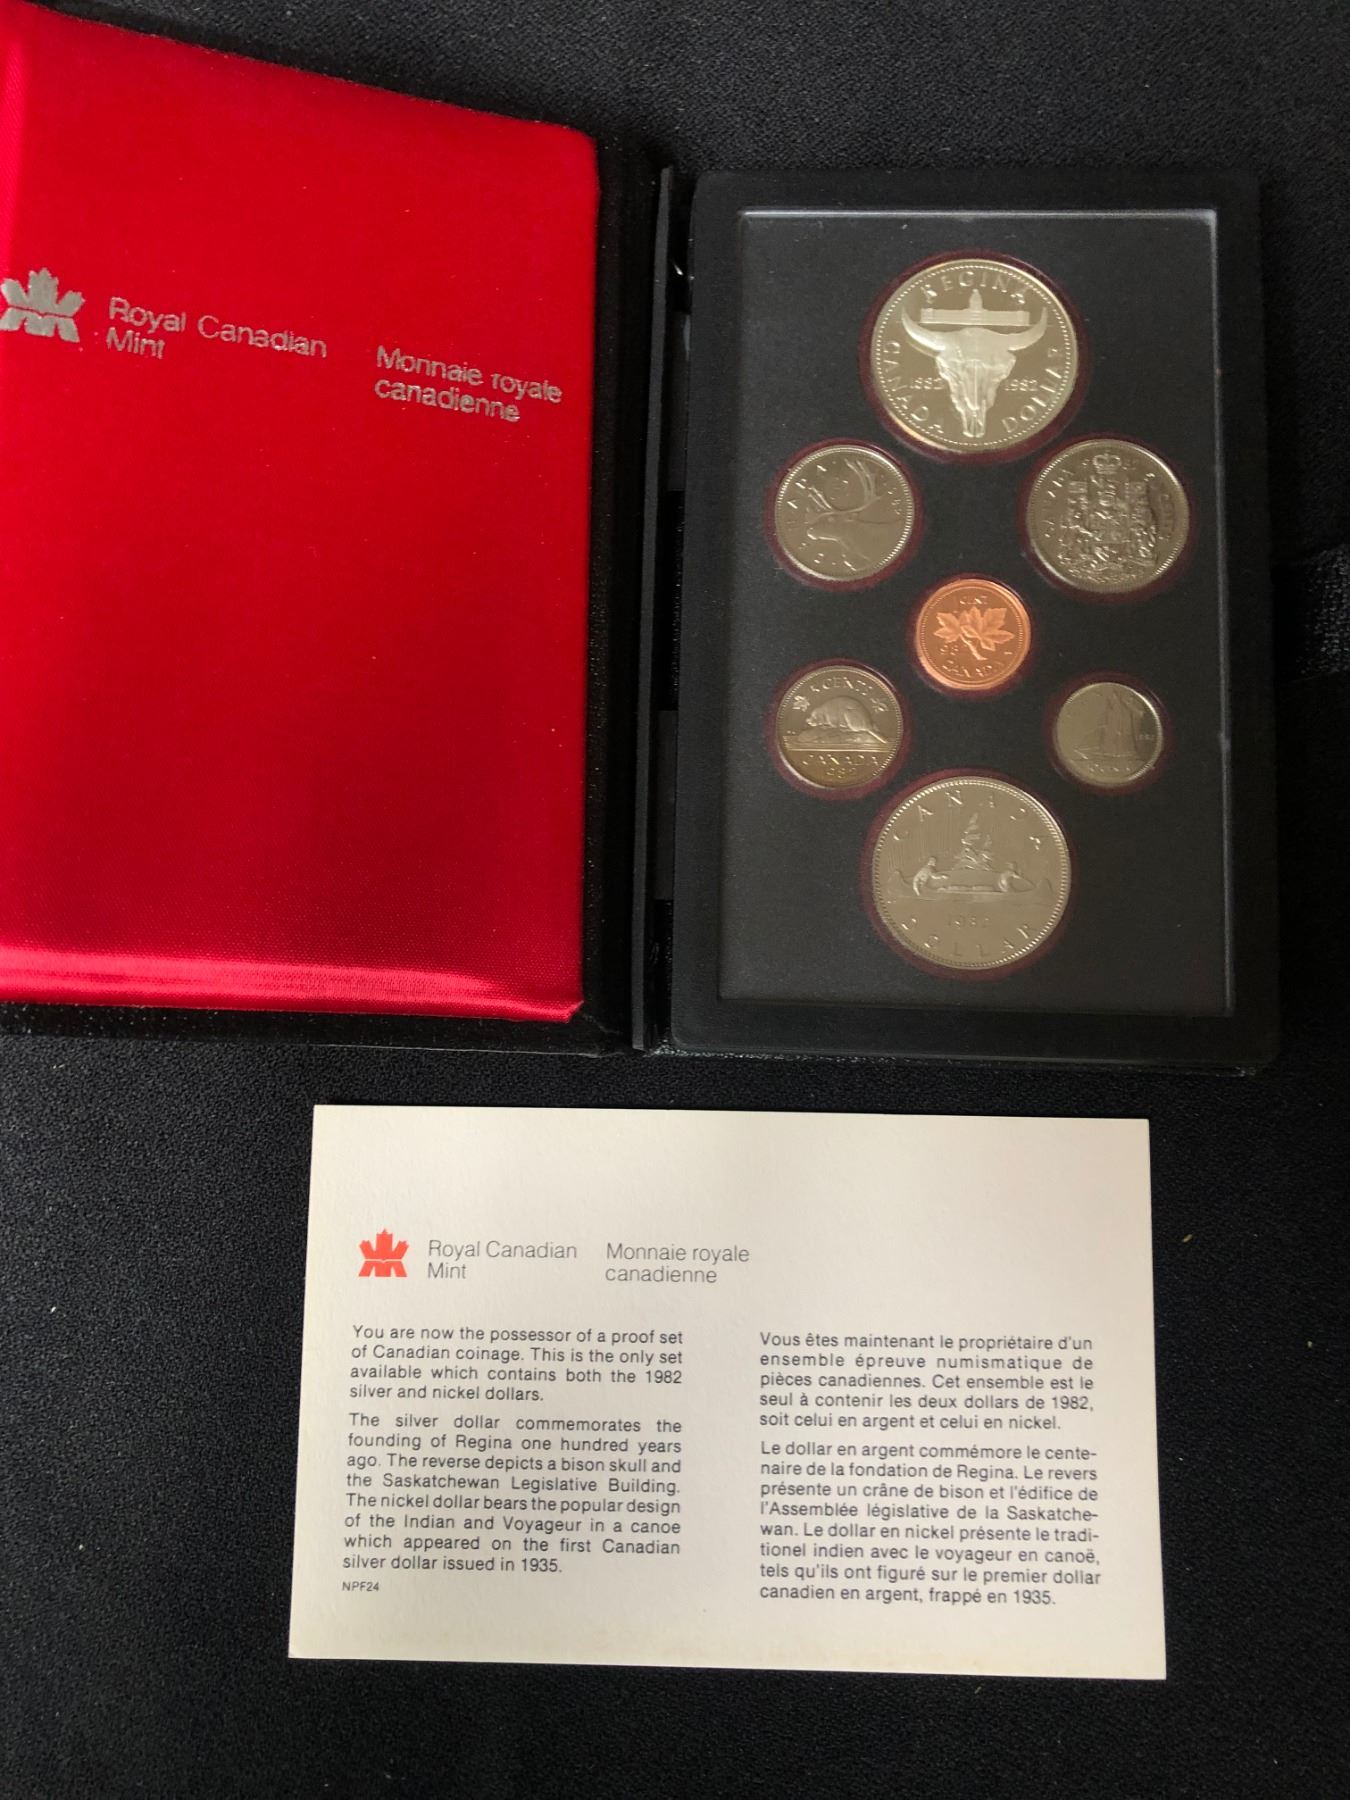 Royal Canadian
Mint
Monnaie royale
canadienne
REGINA
1882 1982
CANADA DOLLAR
CANADA
CANADA
CENTS
CENT
CANADA
5 CENTS
CANADA
1982
CANADA
1982
DOLLAR
Royal Canadian
Mint
Monnaie royale
canadienne
You are now the possessor of a proof set
of Canadian coinage. This is the only set
available which contains both the 1982
silver and nickel dollars.
The silver dollar commemorates the
founding of Regina one hundred years
ago. The reverse depicts a bison skull and
the Saskatchewan Legislative Building.
The nickel dollar bears the popular design
of the Indian and Voyageur in a canoe
which appeared on the first Canadian
silver dollar issued in 1935.
NPF24
Vous êtes maintenant le propriétaire d'un
ensemble épreuve numismatique de
pièces canadiennes. Cet ensemble est le
seul à contenir les deux dollars de 1982,
soit celui en argent et celui en nickel.
Le dollar en argent commémore le cente-
naire de la fondation de Regina. Le revers
présente un crâne de bison et l'édifice de
l'Assemblée législative de la Saskatche-
wan. Le dollar en nickel présente le tradi-
tionel indien avec le voyageur en canoë,
tels qu'ils ont figuré sur le premier dollar
canadien en argent, frappé en 1935.